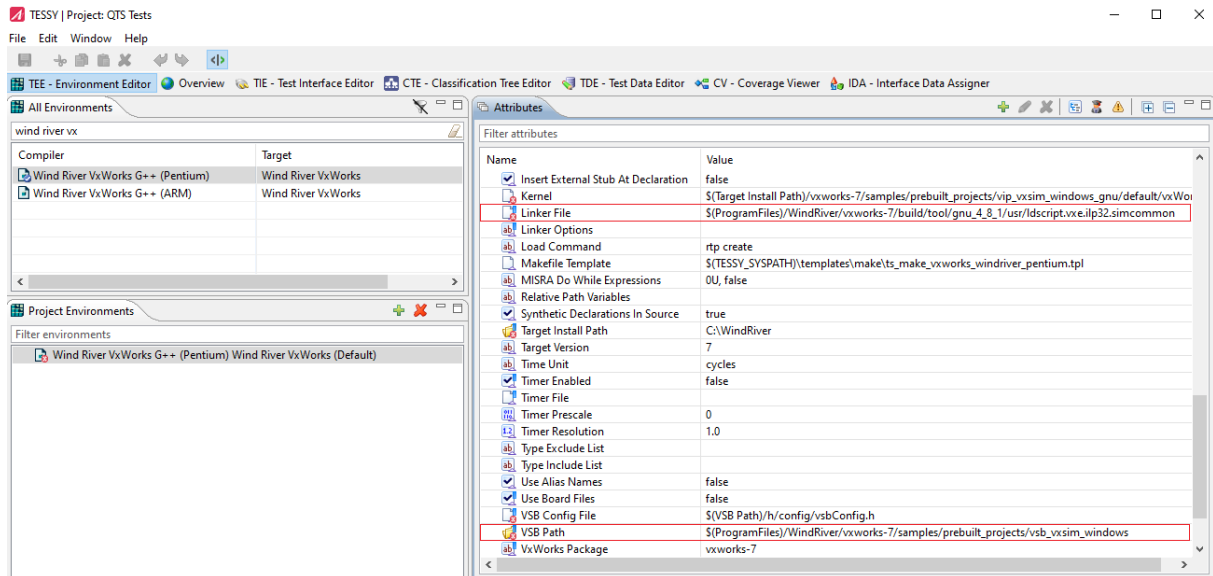 TESSY | Project: QTS Tests
File Edit Window Help
TEE - Environment Editor Overview TIE - Test Interface Editor CTE - Classification Tree Editor TDE - Test Data Editor CV - Coverage Viewer IDA - Interface Data Assigner
All Environments
wind river vx
Compiler Target
Wind River VxWorks G++ (Pentium) Wind River VxWorks
Wind River VxWorks G++ (ARM) Wind River VxWorks
Project Environments
Filter environments
Wind River VxWorks G++ (Pentium) Wind River VxWorks (Default)
Attributes
Filter attributes
Name Value
Insert External Stub At Declaration false
Kernel $(Target Install Path)/vxworks-7/samples/prebuilt_projects/vip_vxsim_windows_gnu/default/vxWor
Linker File $(ProgramFiles)/WindRiver/vxworks-7/build/tool/gnu_4_8_1/usr/ldscript.vxe.ilp32.simcommon
Linker Options
Load Command rtp create
Makefile Template $(TESSY_SYSPATH)\templates\make\ts_make_vxworks_windriver_pentium.tpl
MISRA Do While Expressions 0U, false
Relative Path Variables
Synthetic Declarations In Source true
Target Install Path C:\WindRiver
Target Version 7
Time Unit cycles
Timer Enabled false
Timer File
Timer Prescale 0
Timer Resolution 1.0
Type Exclude List
Type Include List
Use Alias Names false
Use Board Files false
VSB Config File $(VSB Path)/h/config/vsbConfig.h
VSB Path $(ProgramFiles)/WindRiver/vxworks-7/samples/prebuilt_projects/vsb_vxsim_windows
VxWorks Package vxworks-7